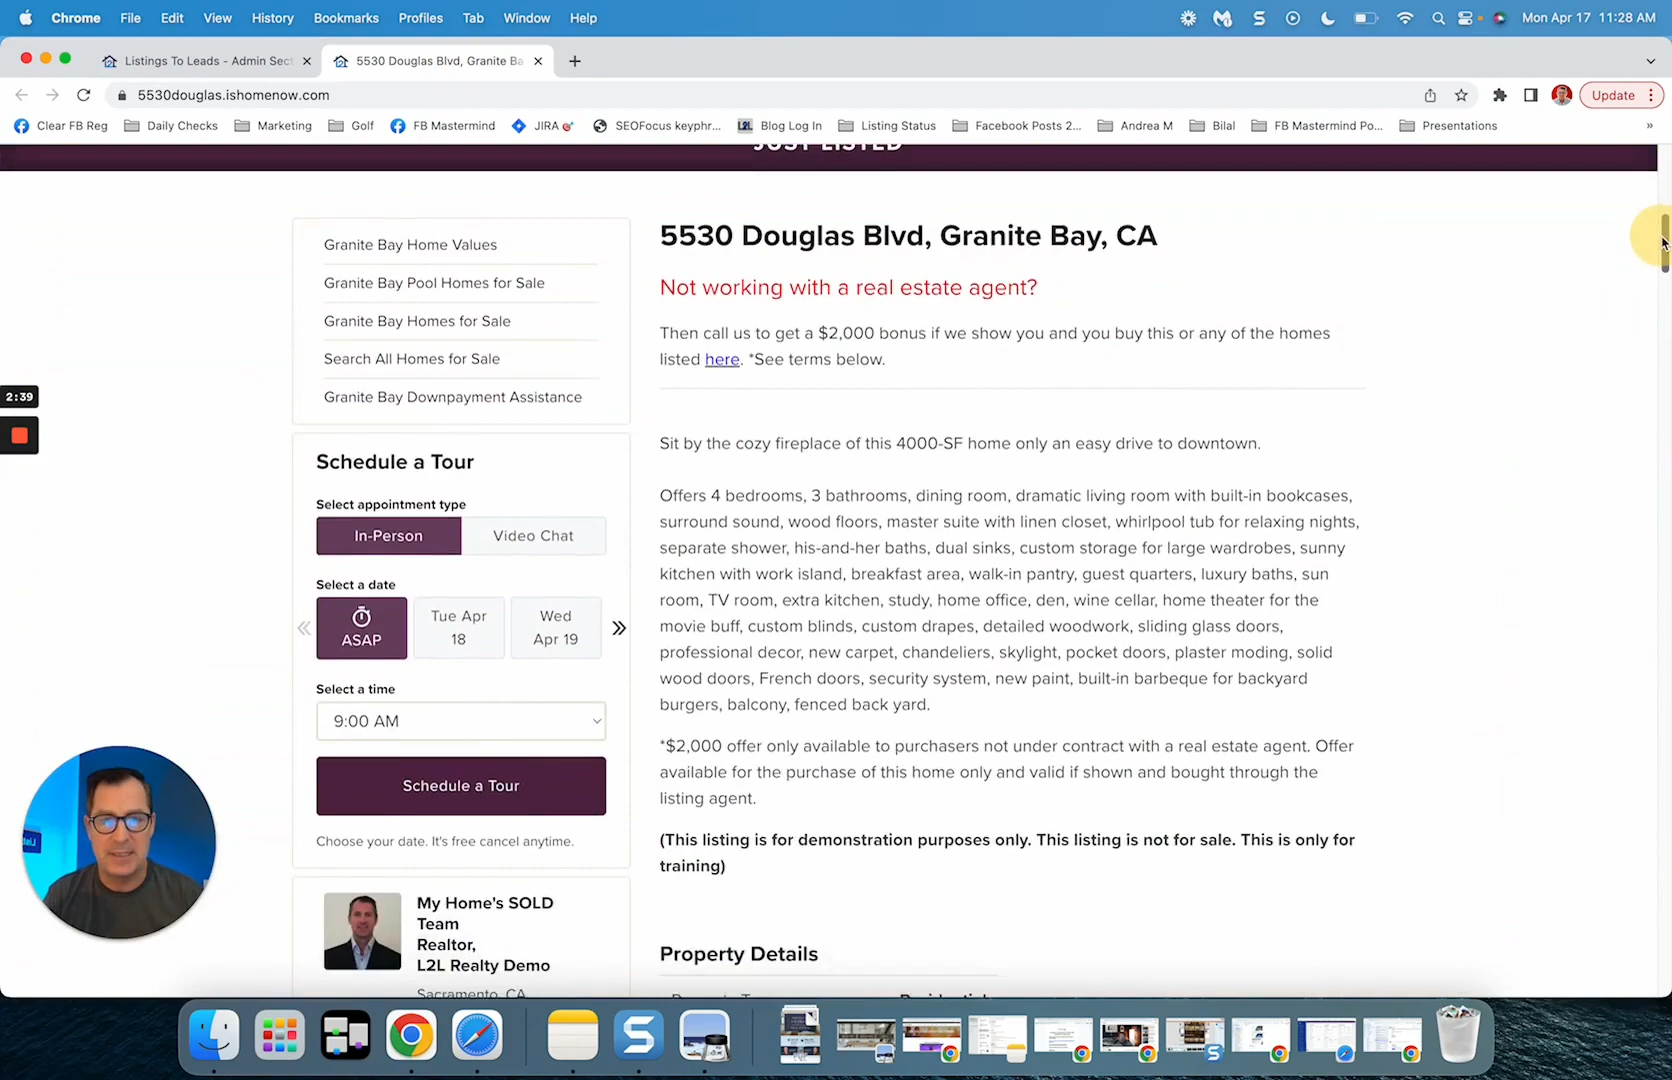 Chrome File Edit View History Bookmarks Profiles Tab Window Help Mon Apr 17 11:28 AM
Listings To Leads - Admin Sect
5530 Douglas Blvd, Granite Ba
5530douglas.ishomenow.com
Update
Clear FB Reg Daily Checks Marketing Golf FB Mastermind JIRA SEOFocus keyphr... L2L Blog Log In Listing Status Facebook Posts 2... Andrea M Bilal FB Mastermind Po... Presentations »
JUST LISTED
Granite Bay Home Values
Granite Bay Pool Homes for Sale
Granite Bay Homes for Sale
Search All Homes for Sale
Granite Bay Downpayment Assistance
2:39
Schedule a Tour
Select appointment type
In-Person Video Chat
Select a date
ASAP
Tue Apr
18
Wed
Apr 19
Select a time
9:00 AM
Schedule a Tour
Choose your date. It's free cancel anytime.
My Home's SOLD
Team
Realtor,
L2L Realty Demo
Sacramento, CA
5530 Douglas Blvd, Granite Bay, CA
Not working with a real estate agent?
Then call us to get a $2,000 bonus if we show you and you buy this or any of the homes
listed here. *See terms below.
Sit by the cozy fireplace of this 4000-SF home only an easy drive to downtown.
Offers 4 bedrooms, 3 bathrooms, dining room, dramatic living room with built-in bookcases,
surround sound, wood floors, master suite with linen closet, whirlpool tub for relaxing nights,
separate shower, his-and-her baths, dual sinks, custom storage for large wardrobes, sunny
kitchen with work island, breakfast area, walk-in pantry, guest quarters, luxury baths, sun
room, TV room, extra kitchen, study, home office, den, wine cellar, home theater for the
movie buff, custom blinds, custom drapes, detailed woodwork, sliding glass doors,
professional decor, new carpet, chandeliers, skylight, pocket doors, plaster moding, solid
wood doors, French doors, security system, new paint, built-in barbeque for backyard
burgers, balcony, fenced back yard.
*$2,000 offer only available to purchasers not under contract with a real estate agent. Offer
available for the purchase of this home only and valid if shown and bought through the
listing agent.
(This listing is for demonstration purposes only. This listing is not for sale. This is only for
training)
Property Details